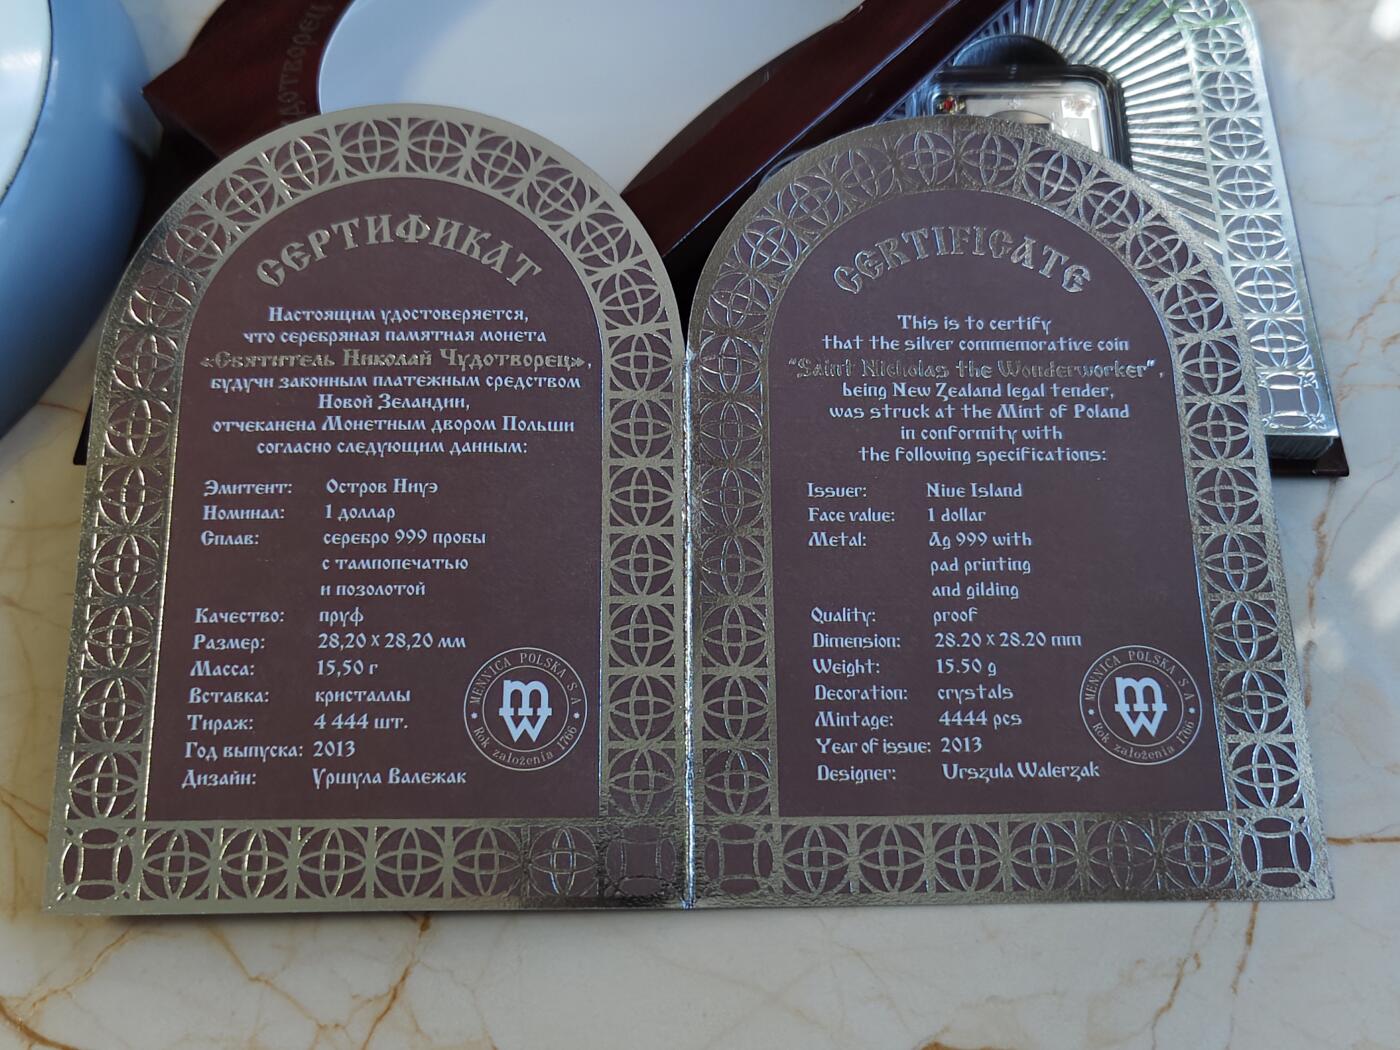 ДОТВОРЕЦ
СЕРТИФИКАТ
Настоящим удостоверяется,
что серебряная памятная монета
«Святитель Николай Чудотворец»,
будучи законным платежным средством
Новой Зеландии,
отчеканена Монетным двором Польши
согласно следующим данным:
Эмитент: Остров Ниуэ
Номинал: 1 доллар
Сплав: серебро 999 пробы
с тампопечатью
и позолотой
Качество: пруф
Размер: 28,20 x 28,20 мм
Масса: 15,50 г
Вставка: кристаллы
Тираж: 4 444 шт.
Год выпуска: 2013
Дизайн: Уршула Валежак
MENNICA POLSKA S A
mw
Rok założenia 1766
CERTIFICATE
This is to certify
that the silver commemorative coin
“Saint Nicholas the Wonderworker”,
being New Zealand legal tender,
was struck at the Mint of Poland
in conformity with
the following specifications:
Issuer: Niue Island
Face value: 1 dollar
Metal: Ag 999 with
pad printing
and gilding
Quality: proof
Dimension: 28.20 x 28.20 mm
Weight: 15.50 g
Decoration: crystals
Mintage: 4444 pcs
Year of issue: 2013
Designer: Urszula Walerzak
MENNICA POLSKA S A
mw
Rok założenia 1766